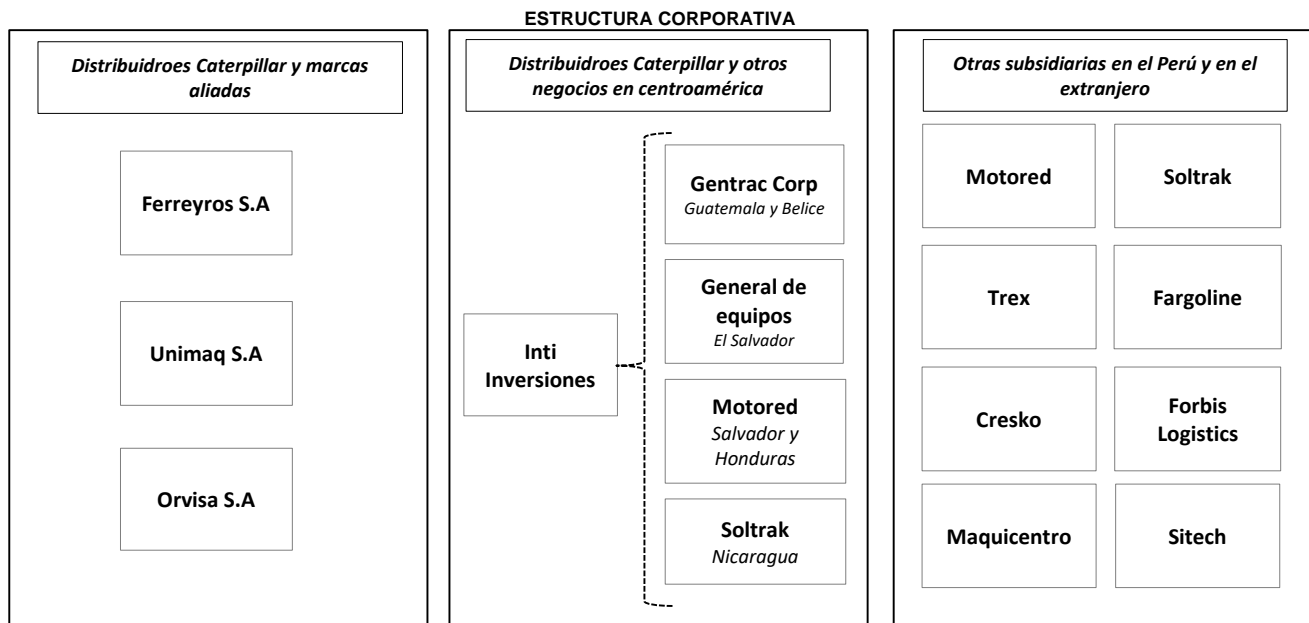 ESTRUCTURA CORPORATIVA
Distribuidroes Caterpillar y marcas
aliadas
Ferreyros S.A
Unimaq S.A
Orvisa S.A
Distribuidroes Caterpillar y otros
negocios en centroamérica
Inti
Inversiones
Gentrac Corp
Guatemala y Belice
General de
equipos
El Salvador
Motored
Salvador y
Honduras
Soltrak
Nicaragua
Otras subsidiarias en el Perú y en el
extranjero
Motored
Soltrak
Trex
Fargoline
Cresko
Forbis
Logistics
Maquicentro
Sitech